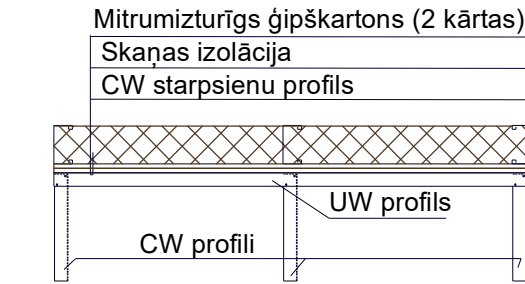 Mitrumizturīgs ģipškartons (2 kārtas)
Skaņas izolācija
CW starpsienu profils
UW profils
CW profili